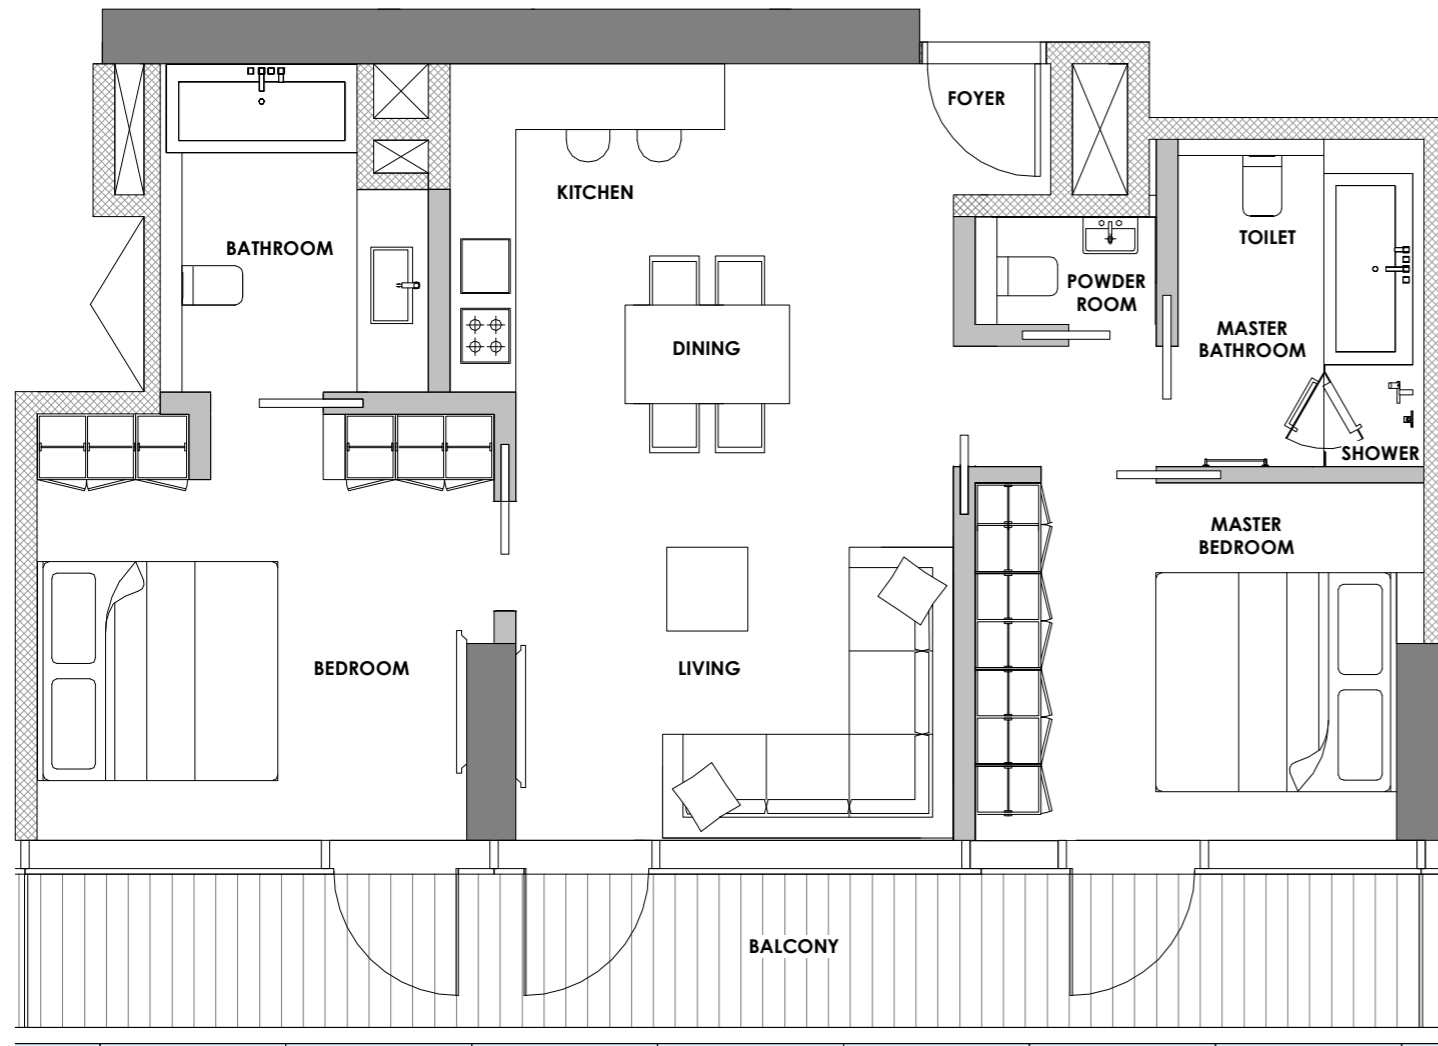 FOYER
KITCHEN
BATHROOM
TOILET
POWDER
ROOM
MASTER
BATHROOM
DINING
SHOWER
MASTER
BEDROOM
BEDROOM
LIVING
BALCONY